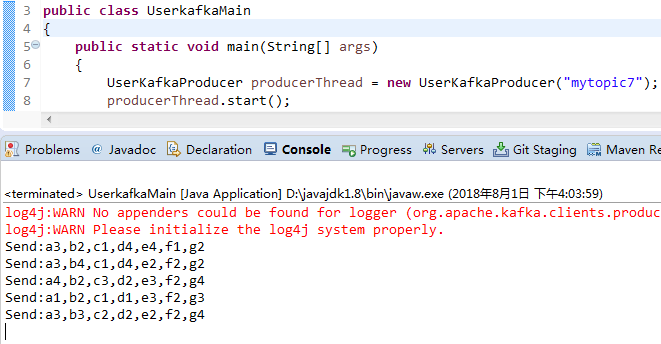 3 public class UserkafkaMain
4 {
5 public static void main(String[] args)
6 {
7 UserKafkaProducer producerThread = new UserKafkaProducer("mytopic7");
8 producerThread.start();
Problems @ Javadoc Declaration Console Progress Servers Git Staging Maven Re
<terminated> UserkafkaMain [Java Application] D:\javajdk1.8\bin\javaw.exe (2018年8月1日 下午4:03:59)
log4j:WARN No appenders could be found for logger (org.apache.kafka.clients.produc
log4j:WARN Please initialize the log4j system properly.
Send:a3,b2,c1,d4,e4,f1,g2
Send:a3,b4,c1,d4,e2,f2,g2
Send:a4,b2,c3,d2,e3,f2,g4
Send:a1,b2,c1,d1,e3,f2,g3
Send:a3,b3,c2,d2,e2,f2,g4